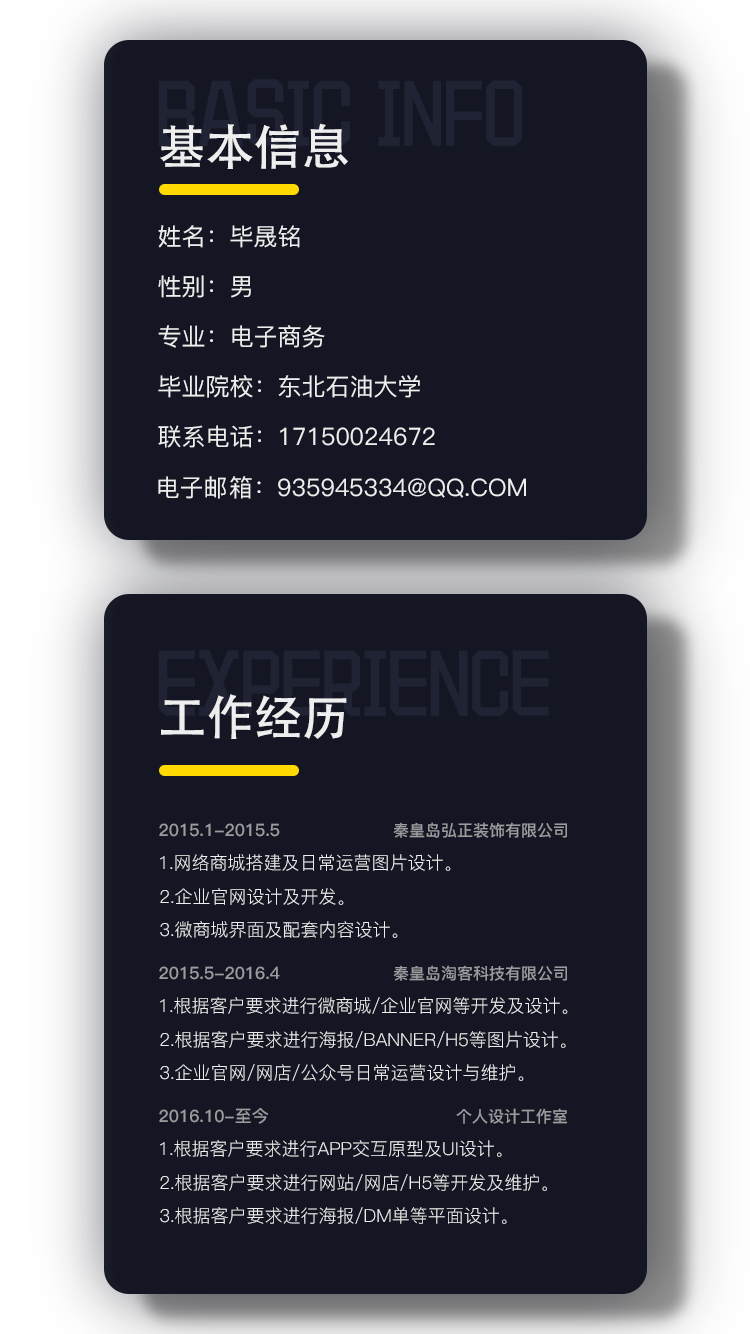 BASIC INFO
基本信息
姓名：毕晟铭
性别：男
专业：电子商务
毕业院校：东北石油大学
联系电话：17150024672
电子邮箱：935945334@QQ.COM
EXPERIENCE
工作经历
2015.1-2015.5 秦皇岛弘正装饰有限公司
1.网络商城搭建及日常运营图片设计。
2.企业官网设计及开发。
3.微商城界面及配套内容设计。
2015.5-2016.4 秦皇岛淘客科技有限公司
1.根据客户要求进行微商城/企业官网等开发及设计。
2.根据客户要求进行海报/BANNER/H5等图片设计。
3.企业官网/网店/公众号日常运营设计与维护。
2016.10-至今 个人设计工作室
1.根据客户要求进行APP交互原型及UI设计。
2.根据客户要求进行网站/网店/H5等开发及维护。
3.根据客户要求进行海报/DM单等平面设计。